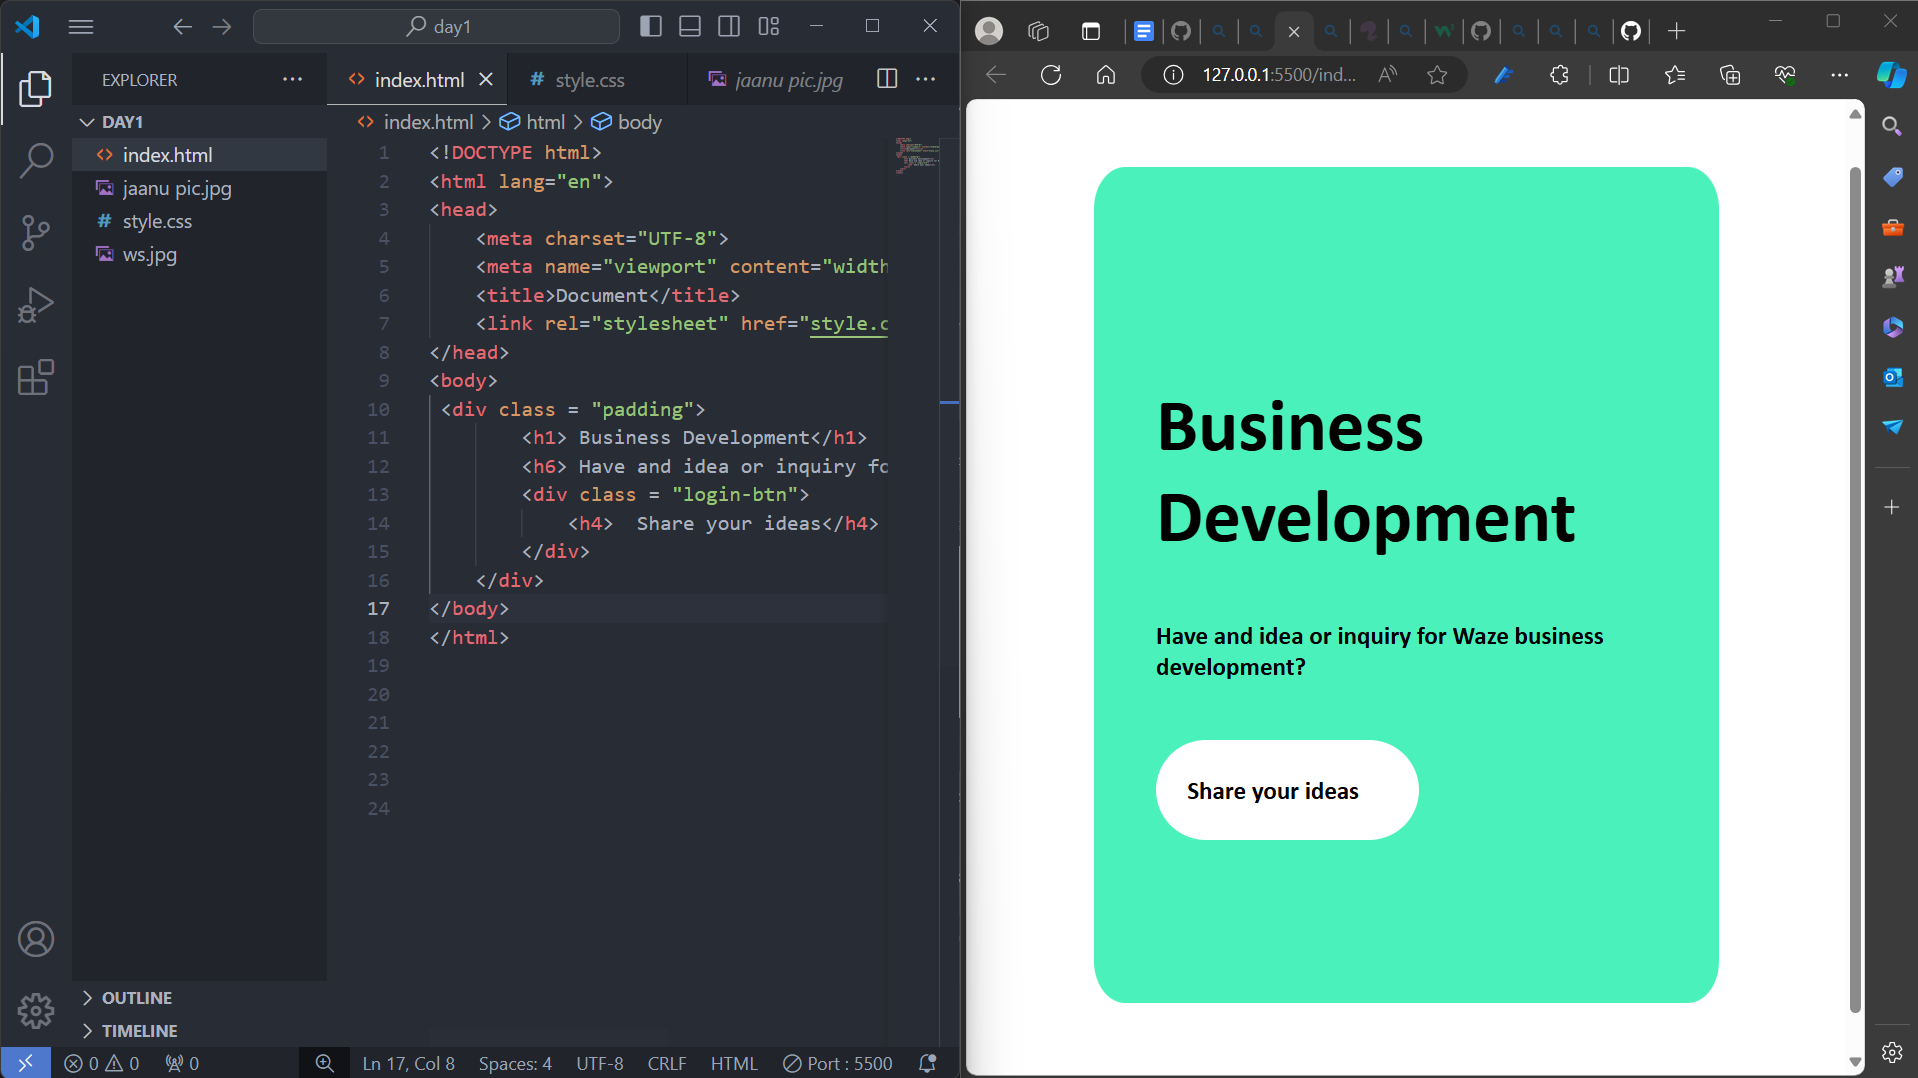 day1
EXPLORER
DAY1
index.html
jaanu pic.jpg
style.css
ws.jpg
OUTLINE
TIMELINE
index.html
style.css
jaanu pic.jpg
index.html > html > body
1 <!DOCTYPE html>
2 <html lang="en">
3 <head>
4 <meta charset="UTF-8">
5 <meta name="viewport" content="width
6 <title>Document</title>
7 <link rel="stylesheet" href="style.c
8 </head>
9 <body>
10 <div class = "padding">
11 <h1> Business Development</h1>
12 <h6> Have and idea or inquiry fo
13 <div class = "login-btn">
14 <h4>  Share your ideas</h4>
15 </div>
16 </div>
17 </body>
18 </html>
19
20
21
22
23
24
0 0 0 Ln 17, Col 8 Spaces: 4 UTF-8 CRLF HTML Port : 5500
127.0.0.1:5500/ind...
Business
Development
Have and idea or inquiry for Waze business
development?
Share your ideas